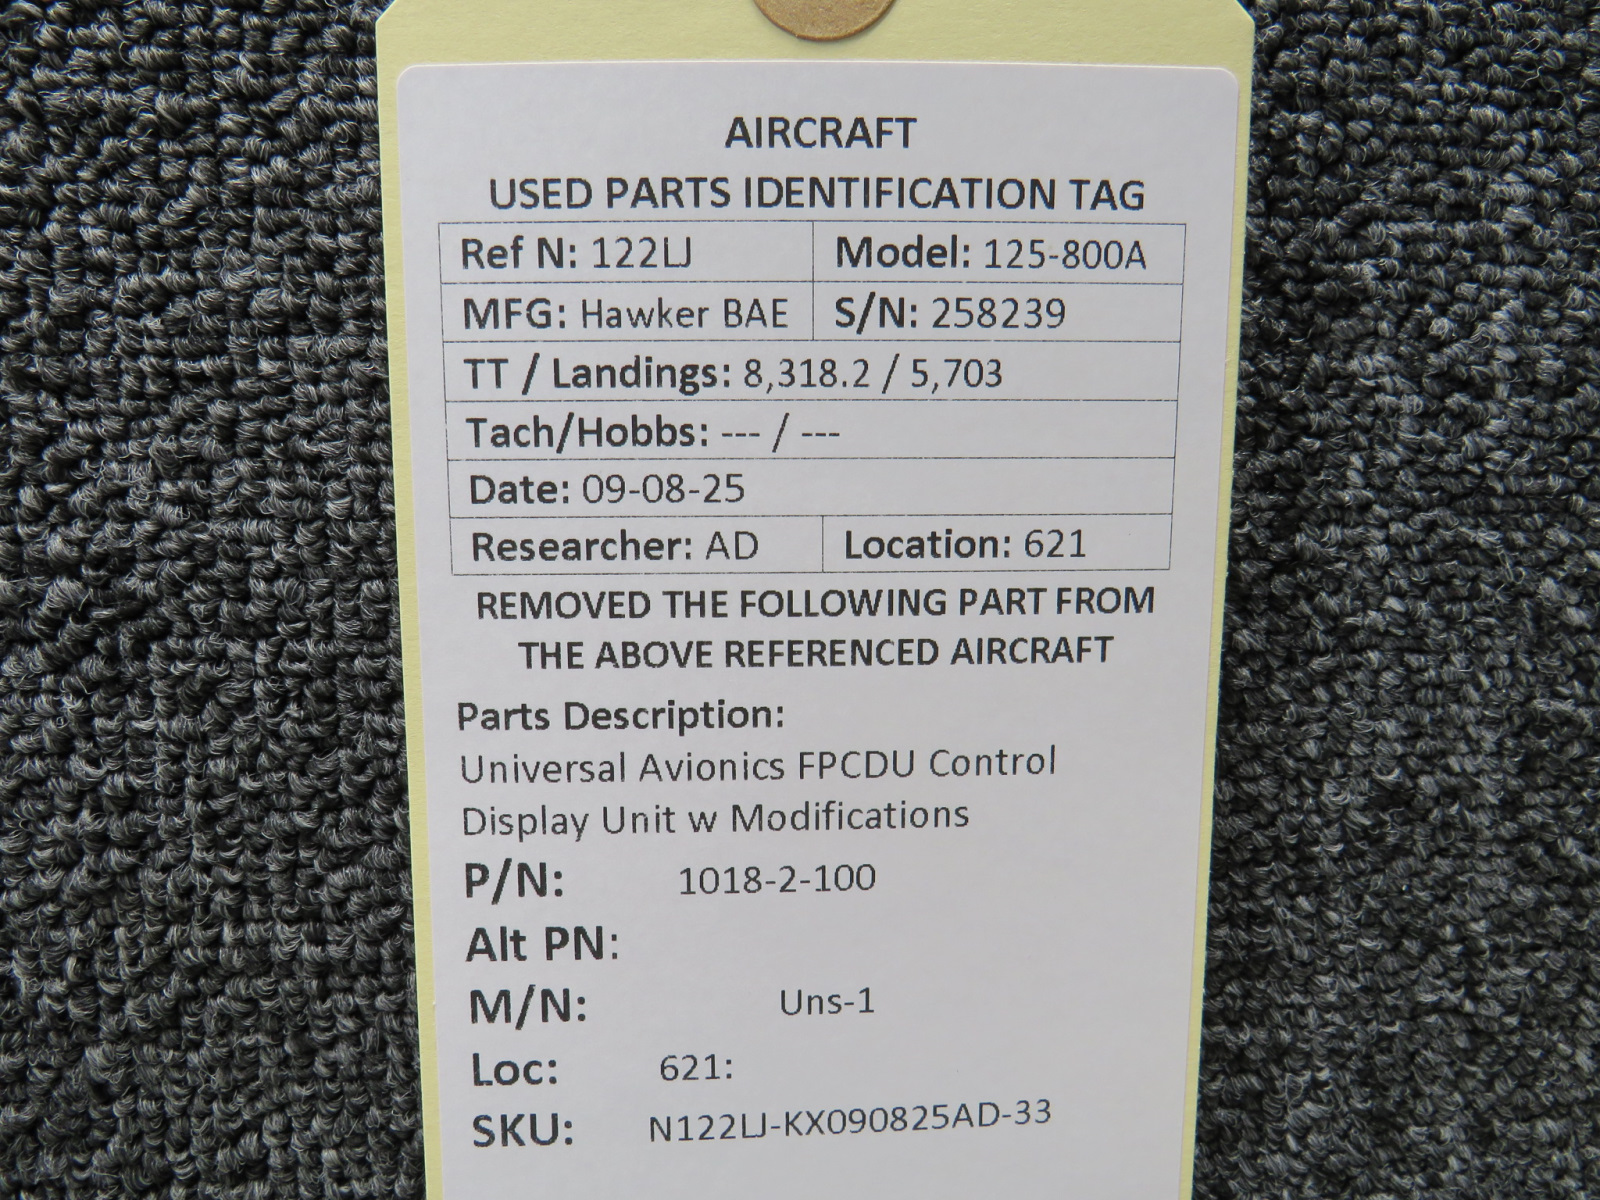 AIRCRAFT
USED PARTS IDENTIFICATION TAG
Ref N: 122LJ Model: 125-800A
MFG: Hawker BAE S/N: 258239
TT / Landings: 8,318.2 / 5,703
Tach/Hobbs: --- / ---
Date: 09-08-25
Researcher: AD Location: 621
REMOVED THE FOLLOWING PART FROM
THE ABOVE REFERENCED AIRCRAFT
Parts Description:
Universal Avionics FPCDU Control
Display Unit w Modifications
P/N: 1018-2-100
Alt PN:
M/N: Uns-1
Loc: 621:
SKU: N122LJ-KX090825AD-33